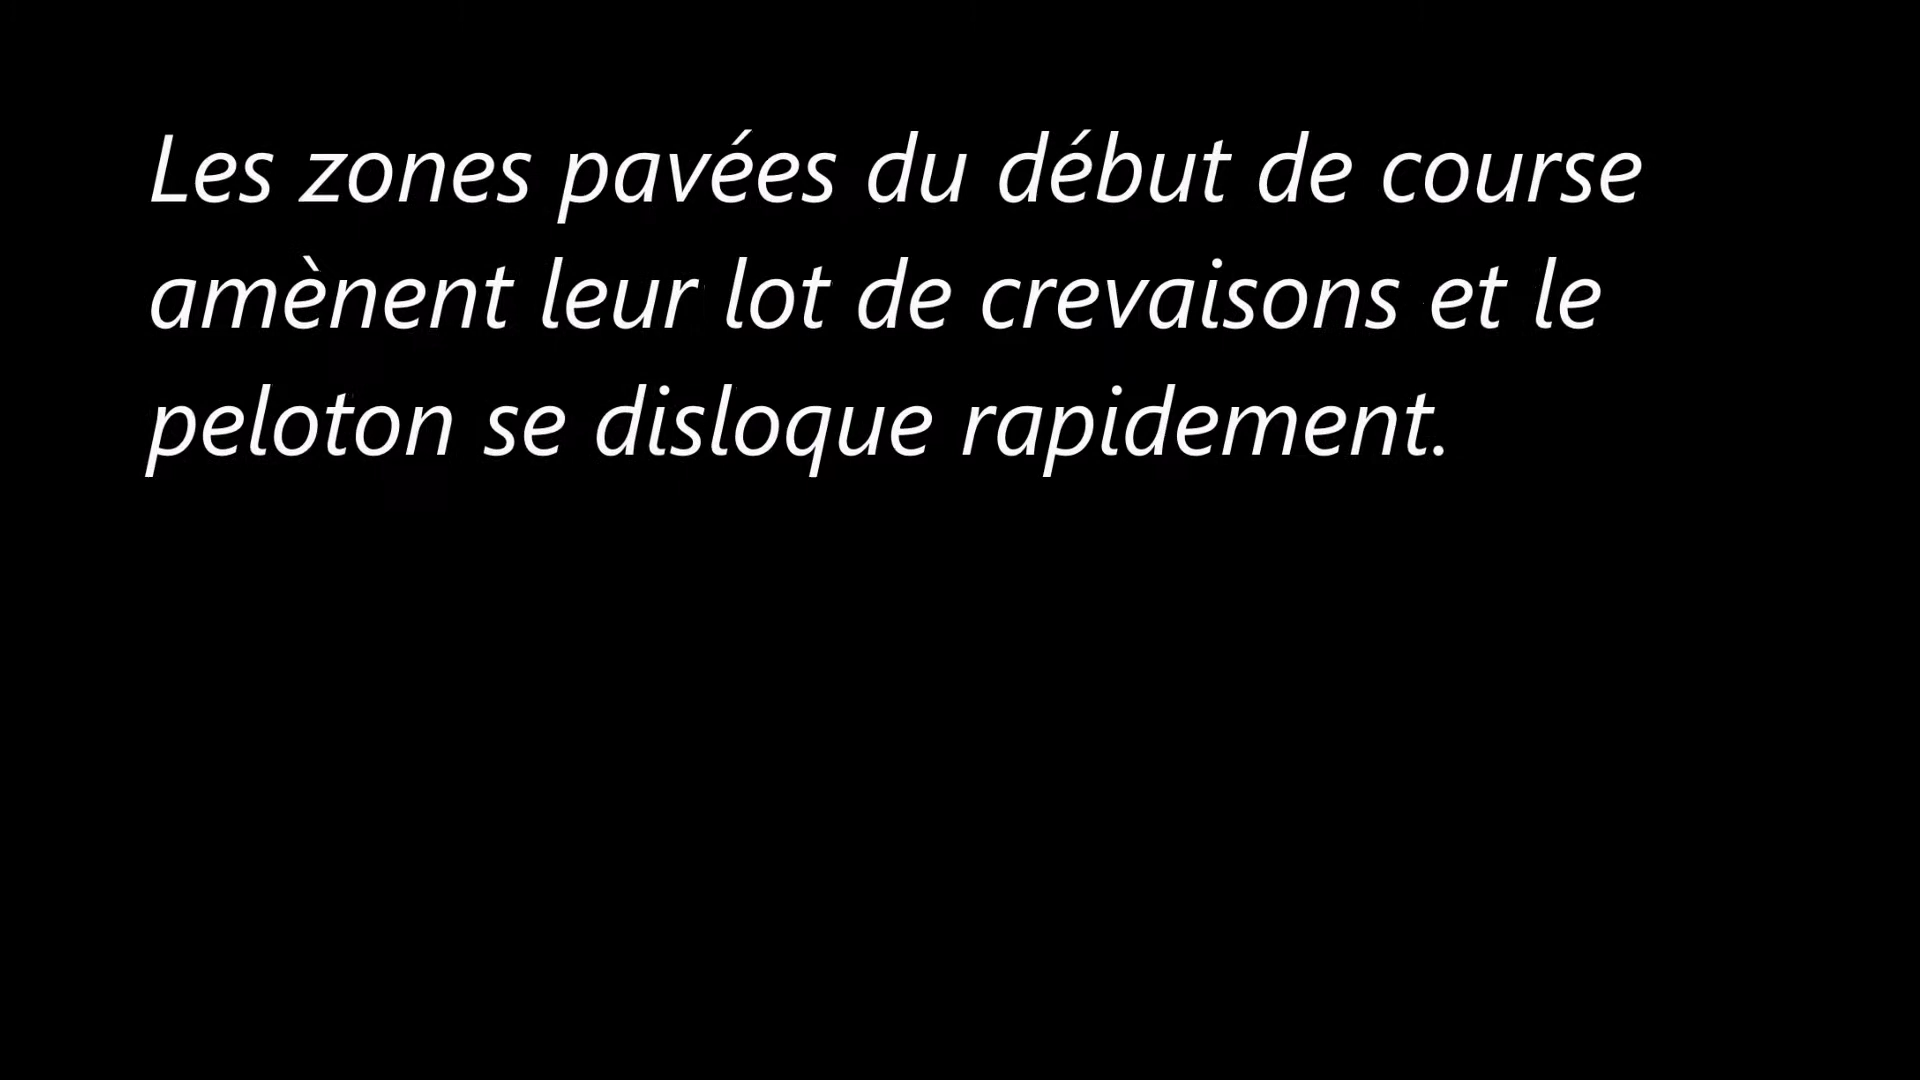 Les zones pavées du début de course
amènent leur lot de crevaisons et le
peloton se disloque rapidement.